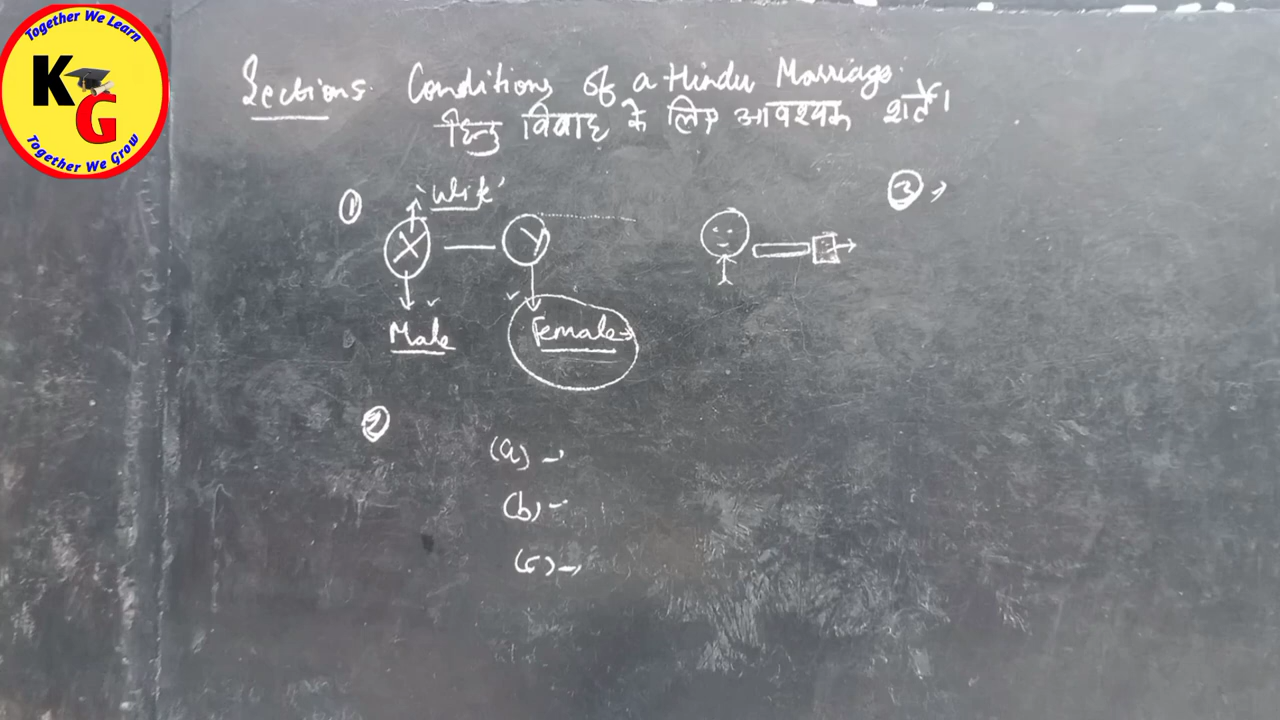 Together We Learn
KG
Together We Grow
Sections. Conditions of a Hindu Marriage.
हिन्दु विवाह के लिए आवश्यक शर्ते।
① 'Wife'
X — Y
Male Female
② 
(a) -
(b) -
(c) -
③